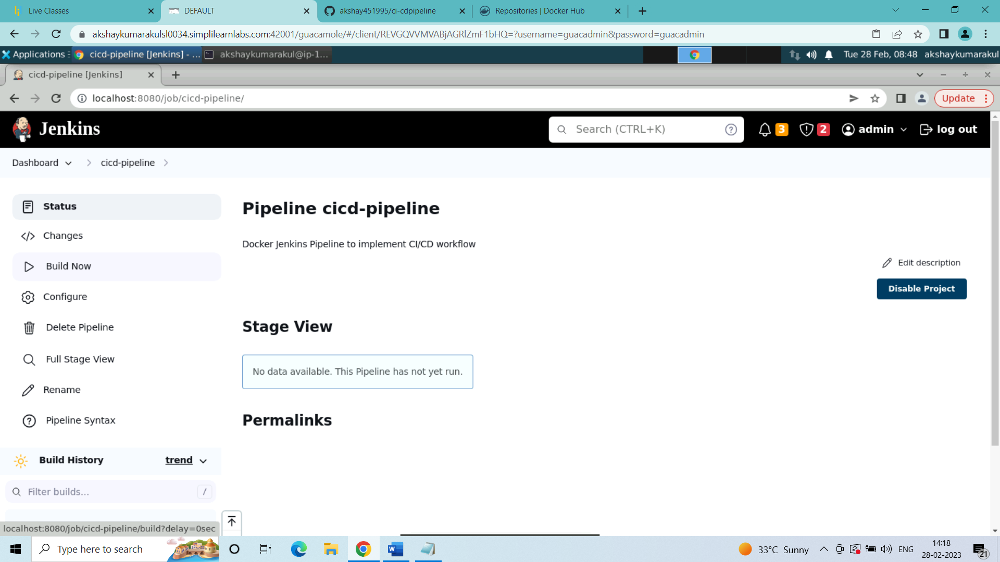 Live Classes
DEFAULT
akshay451995/ci-cdpipeline
Repositories | Docker Hub
akshaykumarakulsl0034.simplilearnlabs.com:42001/guacamole/#/client/REVGQVVMVABjAGRlZmF1bHQ=?username=guacadmin&password=guacadmin
Applications
cicd-pipeline [Jenkins] - ...
akshaykumarakul@ip-1...
Tue 28 Feb, 08:48
akshaykumarakul
cicd-pipeline [Jenkins]
localhost:8080/job/cicd-pipeline/
Update
Jenkins
Search (CTRL+K)
3
2
admin
log out
Dashboard
cicd-pipeline
Status
Changes
Build Now
Configure
Delete Pipeline
Full Stage View
Rename
Pipeline Syntax
Build History
trend
Filter builds...
/
Pipeline cicd-pipeline
Docker Jenkins Pipeline to implement CI/CD workflow
Edit description
Disable Project
Stage View
No data available. This Pipeline has not yet run.
Permalinks
localhost:8080/job/cicd-pipeline/build?delay=0sec
Type here to search
33°C Sunny
ENG
14:18
28-02-2023
21